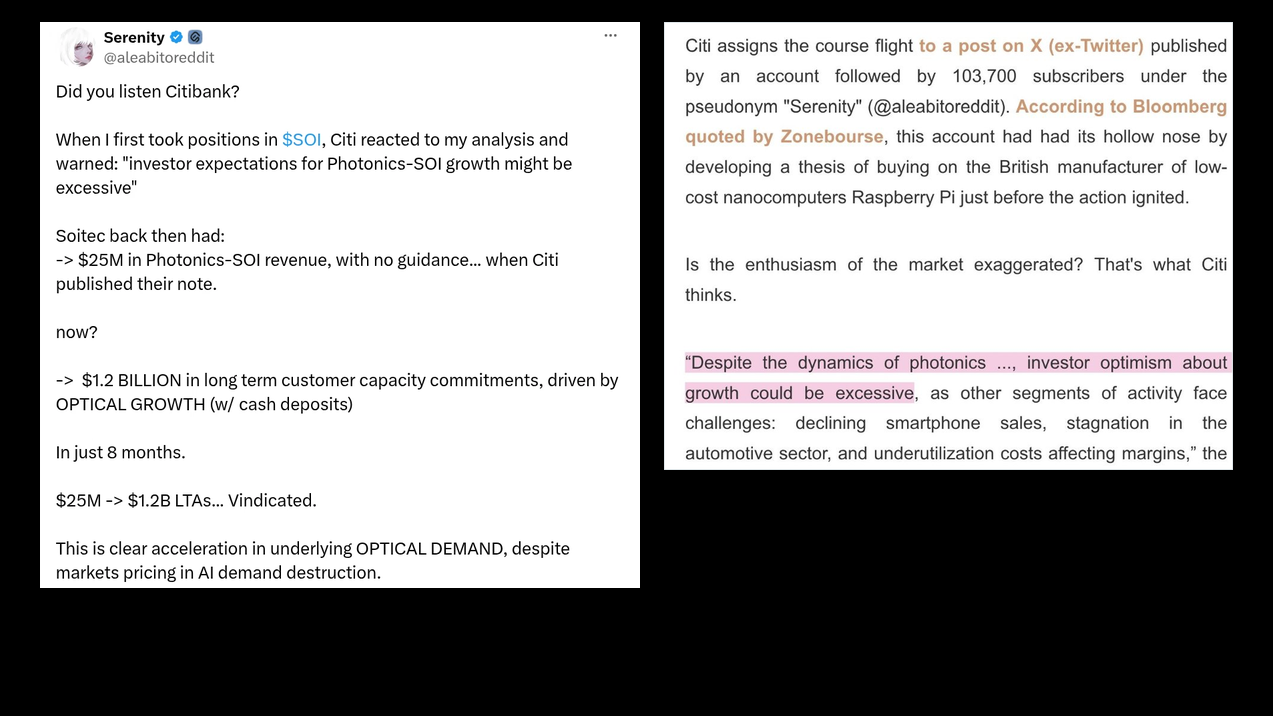 Serenity
@aleabitoreddit
Did you listen Citibank?
When I first took positions in $SOI, Citi reacted to my analysis and
warned: "investor expectations for Photonics-SOI growth might be
excessive"
Soitec back then had:
-> $25M in Photonics-SOI revenue, with no guidance... when Citi
published their note.
now?
-> $1.2 BILLION in long term customer capacity commitments, driven by
OPTICAL GROWTH (w/ cash deposits)
In just 8 months.
$25M -> $1.2B LTAs... Vindicated.
This is clear acceleration in underlying OPTICAL DEMAND, despite
markets pricing in AI demand destruction.
Citi assigns the course flight to a post on X (ex-Twitter) published
by an account followed by 103,700 subscribers under the
pseudonym "Serenity" (@aleabitoreddit). According to Bloomberg
quoted by Zonebourse, this account had had its hollow nose by
developing a thesis of buying on the British manufacturer of low-
cost nanocomputers Raspberry Pi just before the action ignited.
Is the enthusiasm of the market exaggerated? That's what Citi
thinks.
“Despite the dynamics of photonics ..., investor optimism about
growth could be excessive, as other segments of activity face
challenges: declining smartphone sales, stagnation in the
automotive sector, and underutilization costs affecting margins,” the